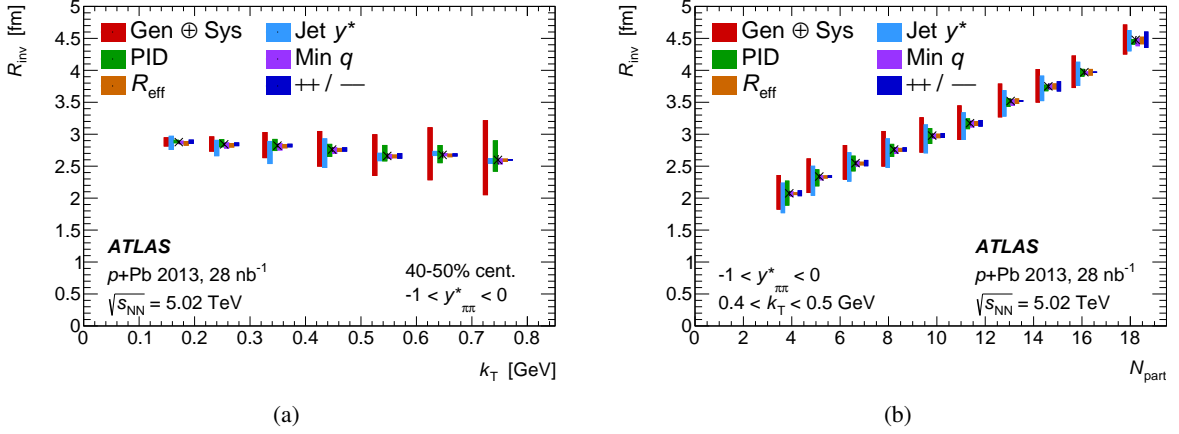 R_inv [fm]
5
4.5
4
3.5
3
2.5
2
1.5
1
0.5
0
Gen ⊕ Sys
PID
R_eff
Jet y*
Min q
++ / −−
ATLAS
p+Pb 2013, 28 nb⁻¹
√s_NN = 5.02 TeV
40-50% cent.
-1 < y*_ππ < 0
0 0.1 0.2 0.3 0.4 0.5 0.6 0.7 0.8
k_T [GeV]
(a)
R_inv [fm]
5
4.5
4
3.5
3
2.5
2
1.5
1
0.5
0
Gen ⊕ Sys
PID
R_eff
Jet y*
Min q
++ / −−
-1 < y*_ππ < 0
0.4 < k_T < 0.5 GeV
ATLAS
p+Pb 2013, 28 nb⁻¹
√s_NN = 5.02 TeV
2 4 6 8 10 12 14 16 18
N_part
(b)